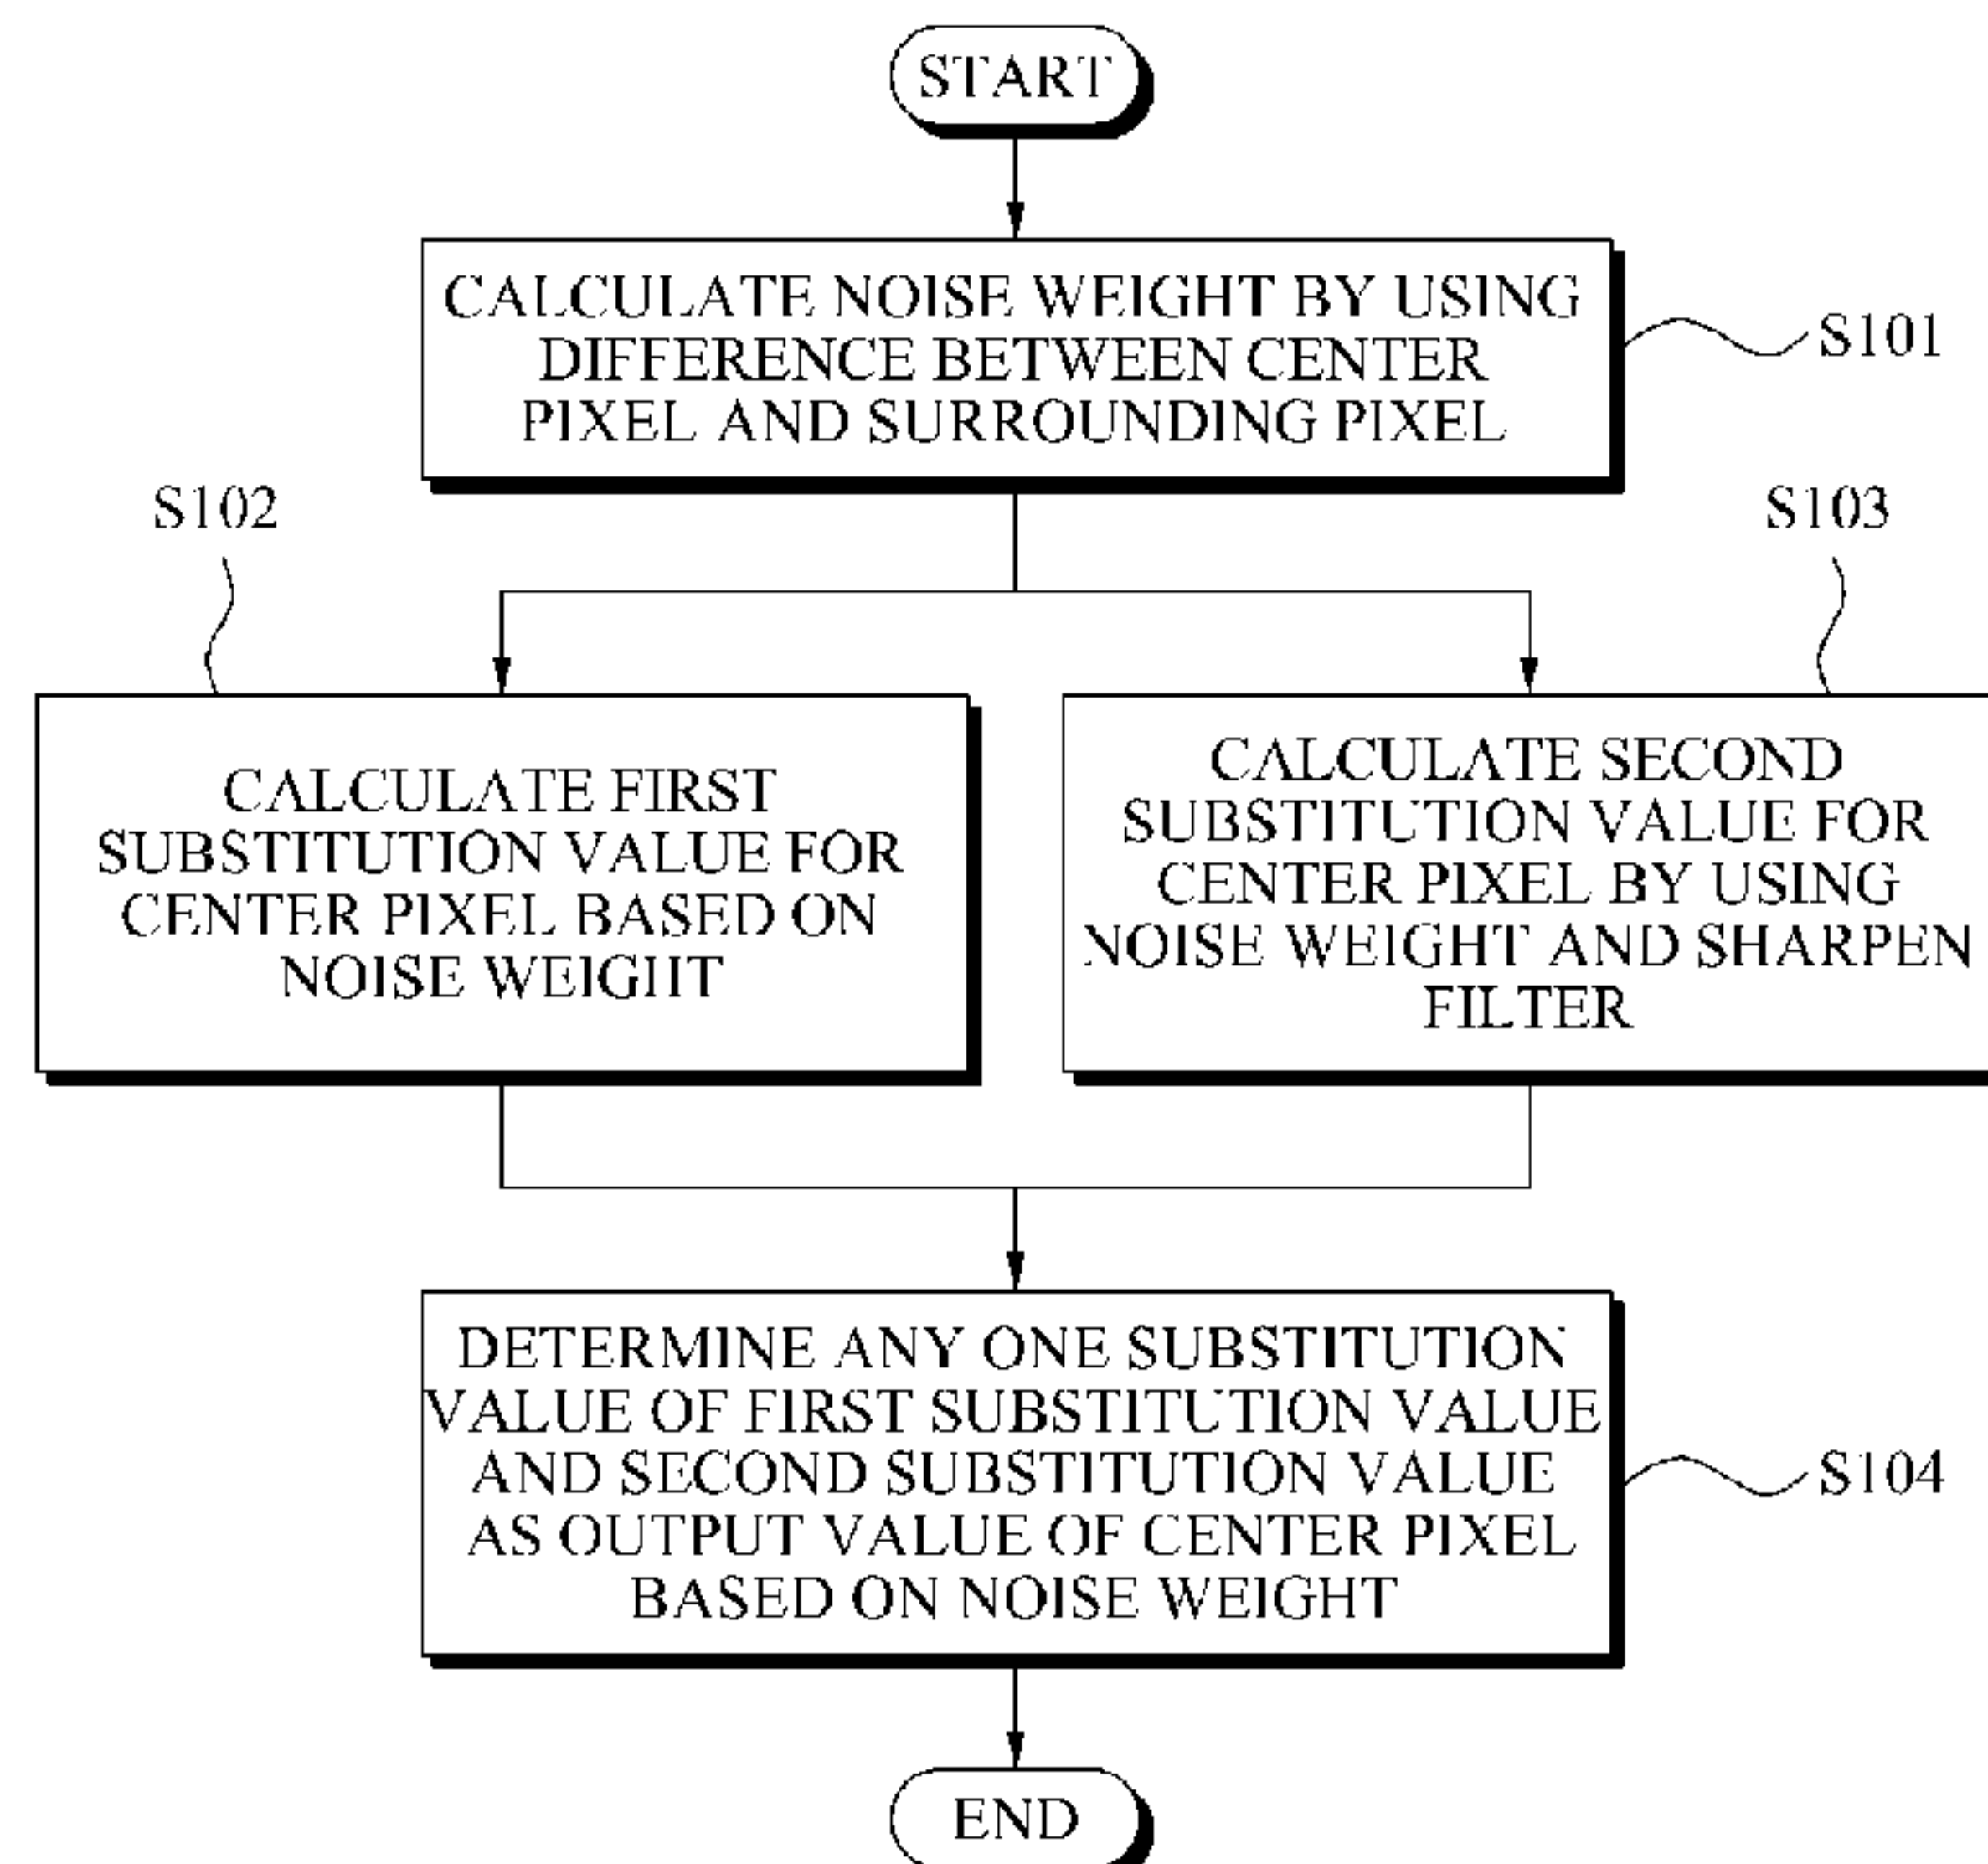 START
CALCULATE NOISE WEIGHT BY USING
DIFFERENCE BETWEEN CENTER
PIXEL AND SURROUNDING PIXEL
S101
S102
S103
CALCULATE FIRST
SUBSTITUTION VALUE FOR
CENTER PIXEL BASED ON
NOISE WEIGHT
CALCULATE SECOND
SUBSTITUTION VALUE FOR
CENTER PIXEL BY USING
NOISE WEIGHT AND SHARPEN
FILTER
DETERMINE ANY ONE SUBSTITUTION
VALUE OF FIRST SUBSTITUTION VALUE
AND SECOND SUBSTITUTION VALUE
AS OUTPUT VALUE OF CENTER PIXEL
BASED ON NOISE WEIGHT
S104
END